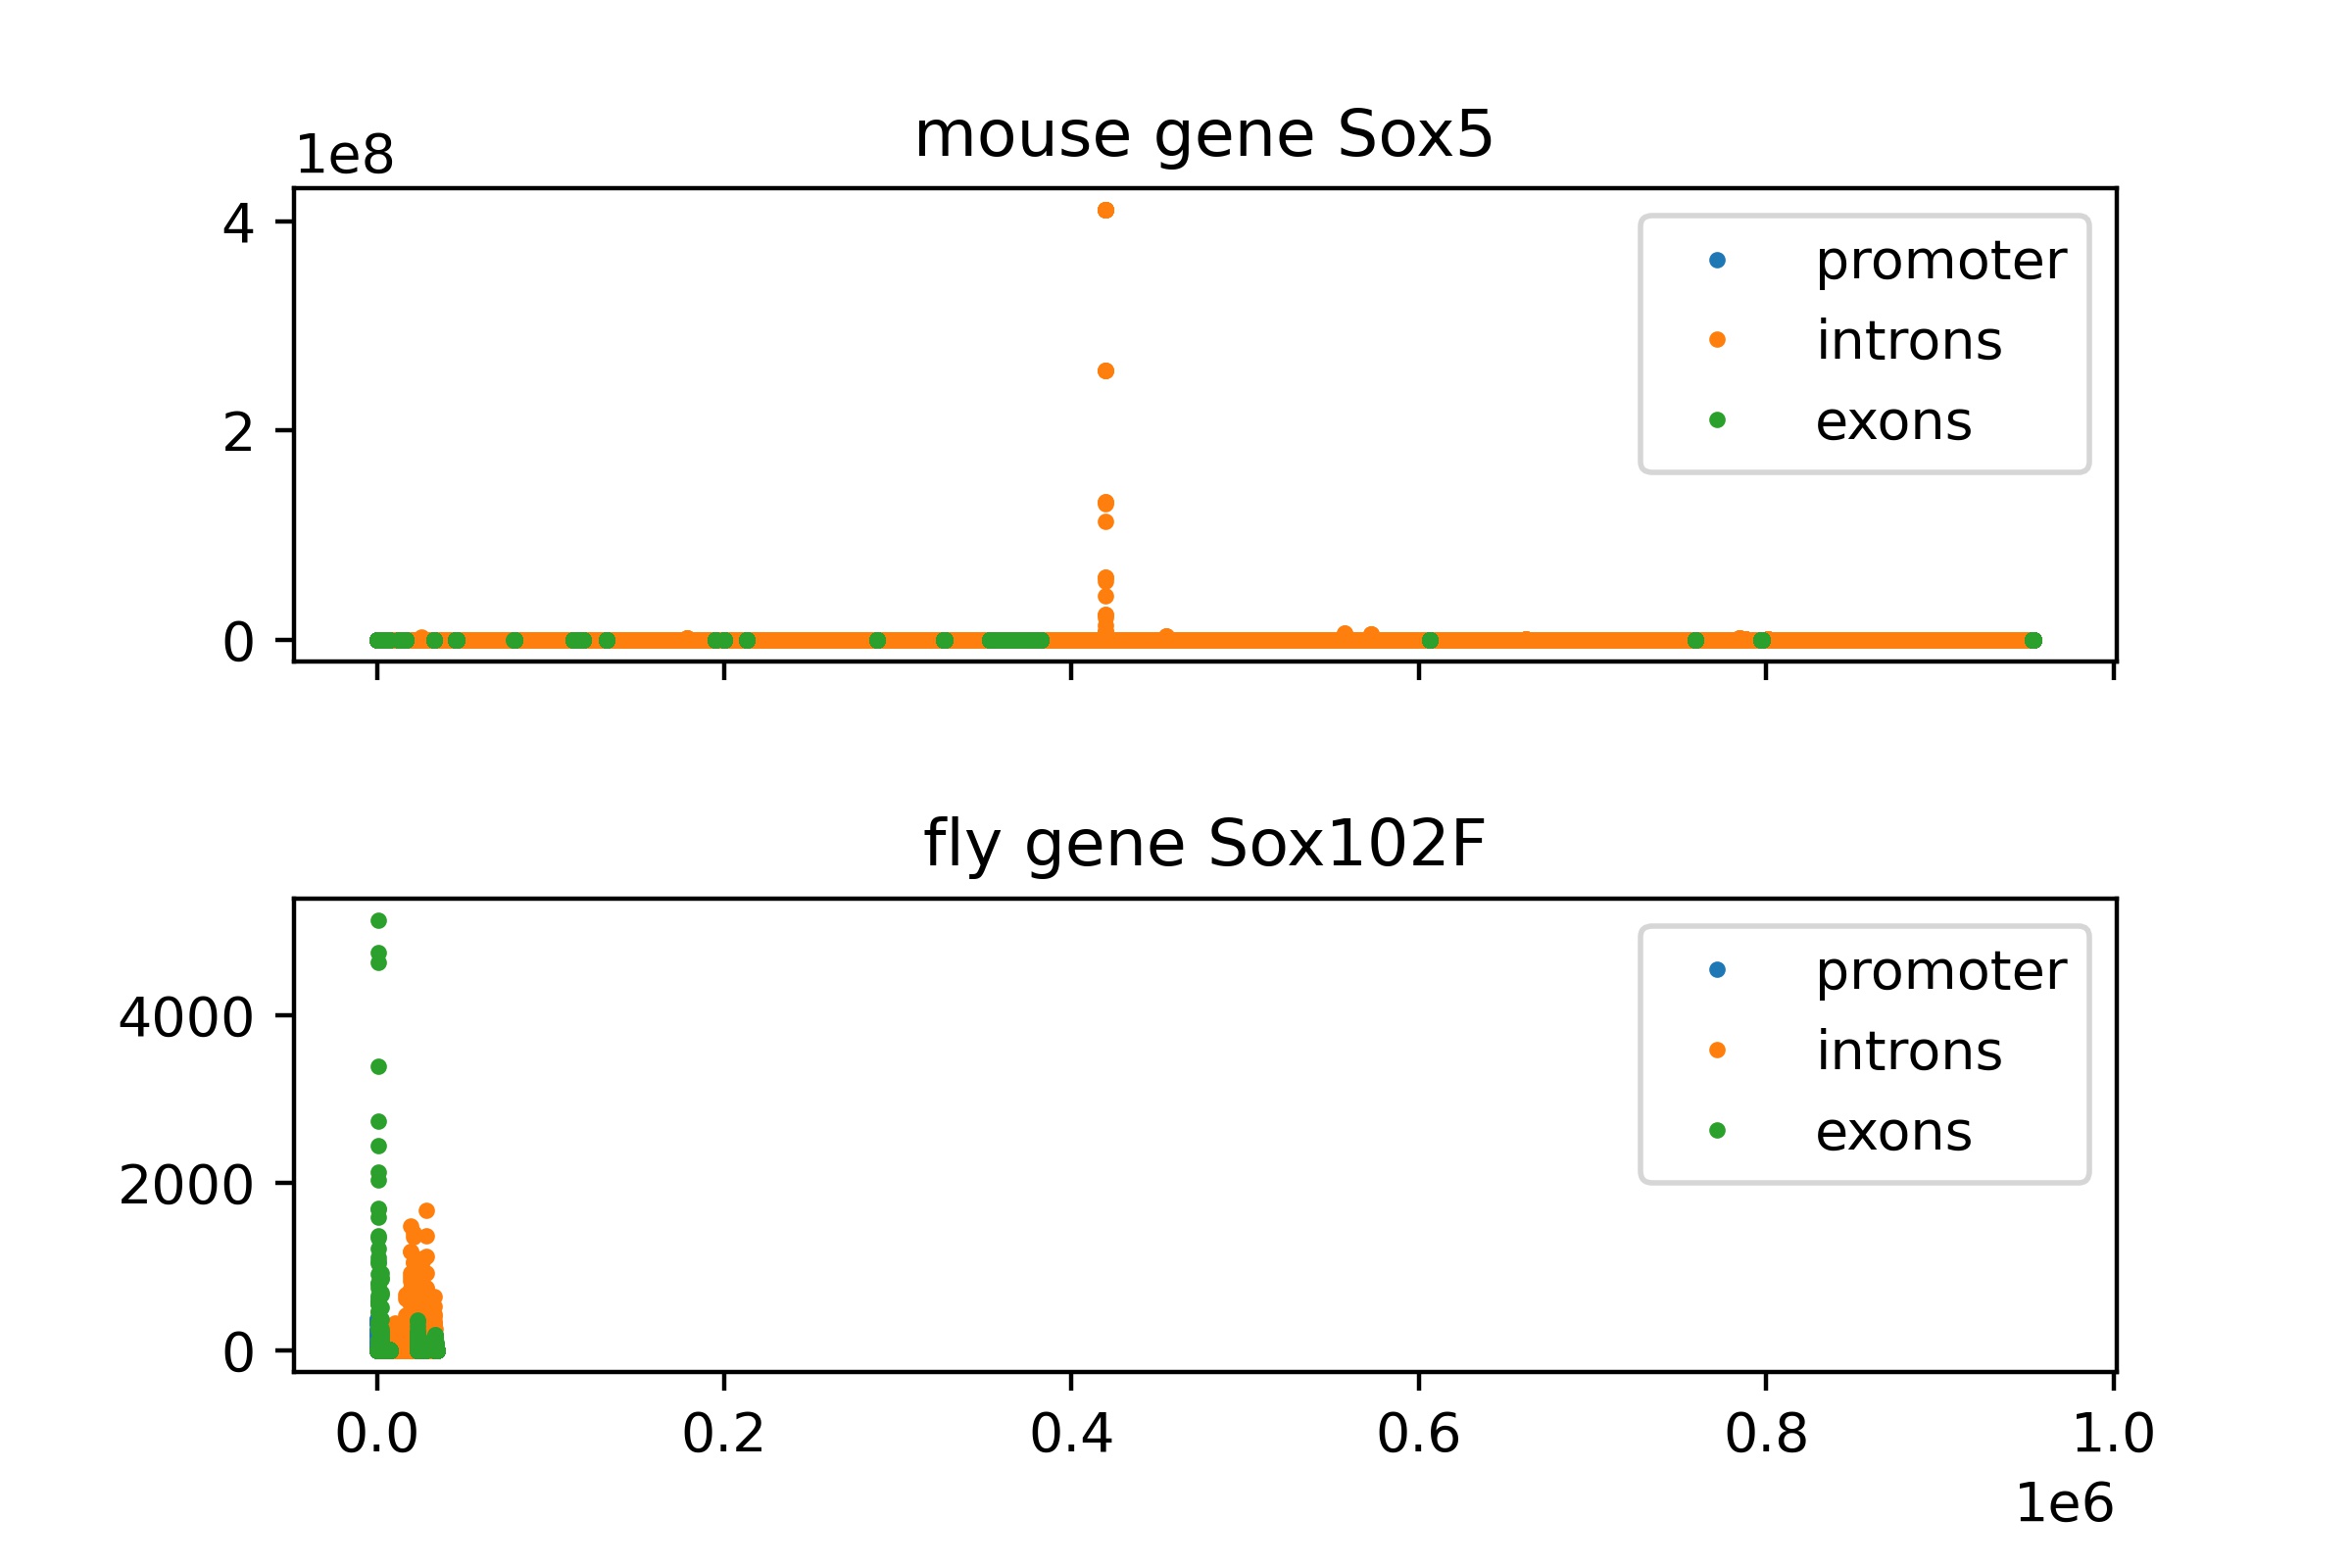 mouse gene Sox5
1e8
4
2
0
promoter
introns
exons
fly gene Sox102F
4000
2000
0
promoter
introns
exons
0.0 0.2 0.4 0.6 0.8 1.0
1e6